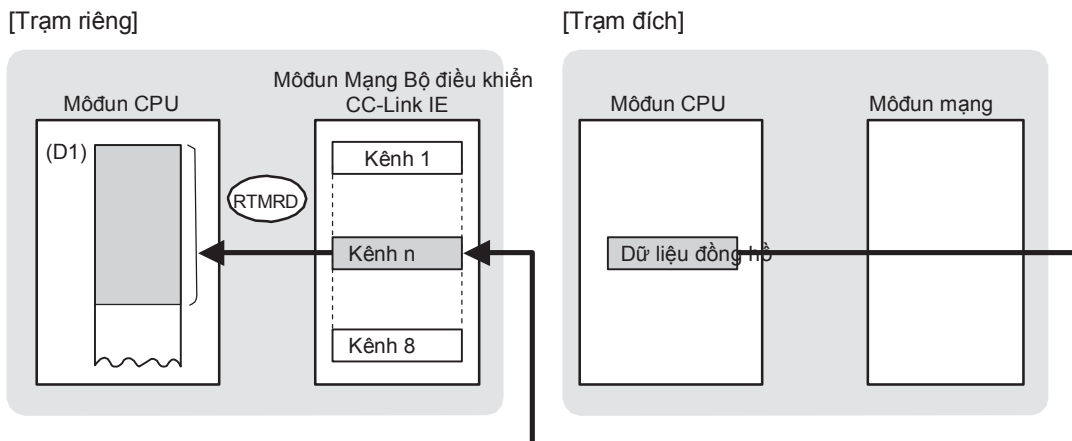 [Trạm riêng]
Môđun CPU
(D1)
RTMRD
Môđun Mạng Bộ điều khiển
CC-Link IE
Kênh 1
Kênh n
Kênh 8
[Trạm đích]
Môđun CPU
Dữ liệu đồng hồ
Môđun mạng